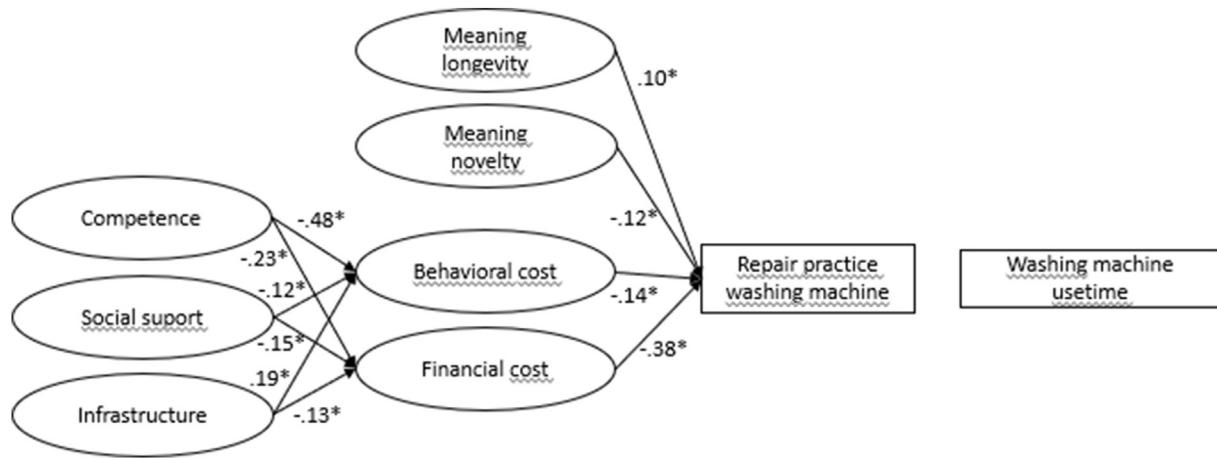 Meaning
longevity
.10*
Meaning
novelty
-.12*
Competence
-.48*
-.23*
Behavioral cost
-.14*
Repair practice
washing machine
Washing machine
usetime
-.12*
Social suport
-.15*
Financial cost
-.38*
.19*
Infrastructure
-.13*